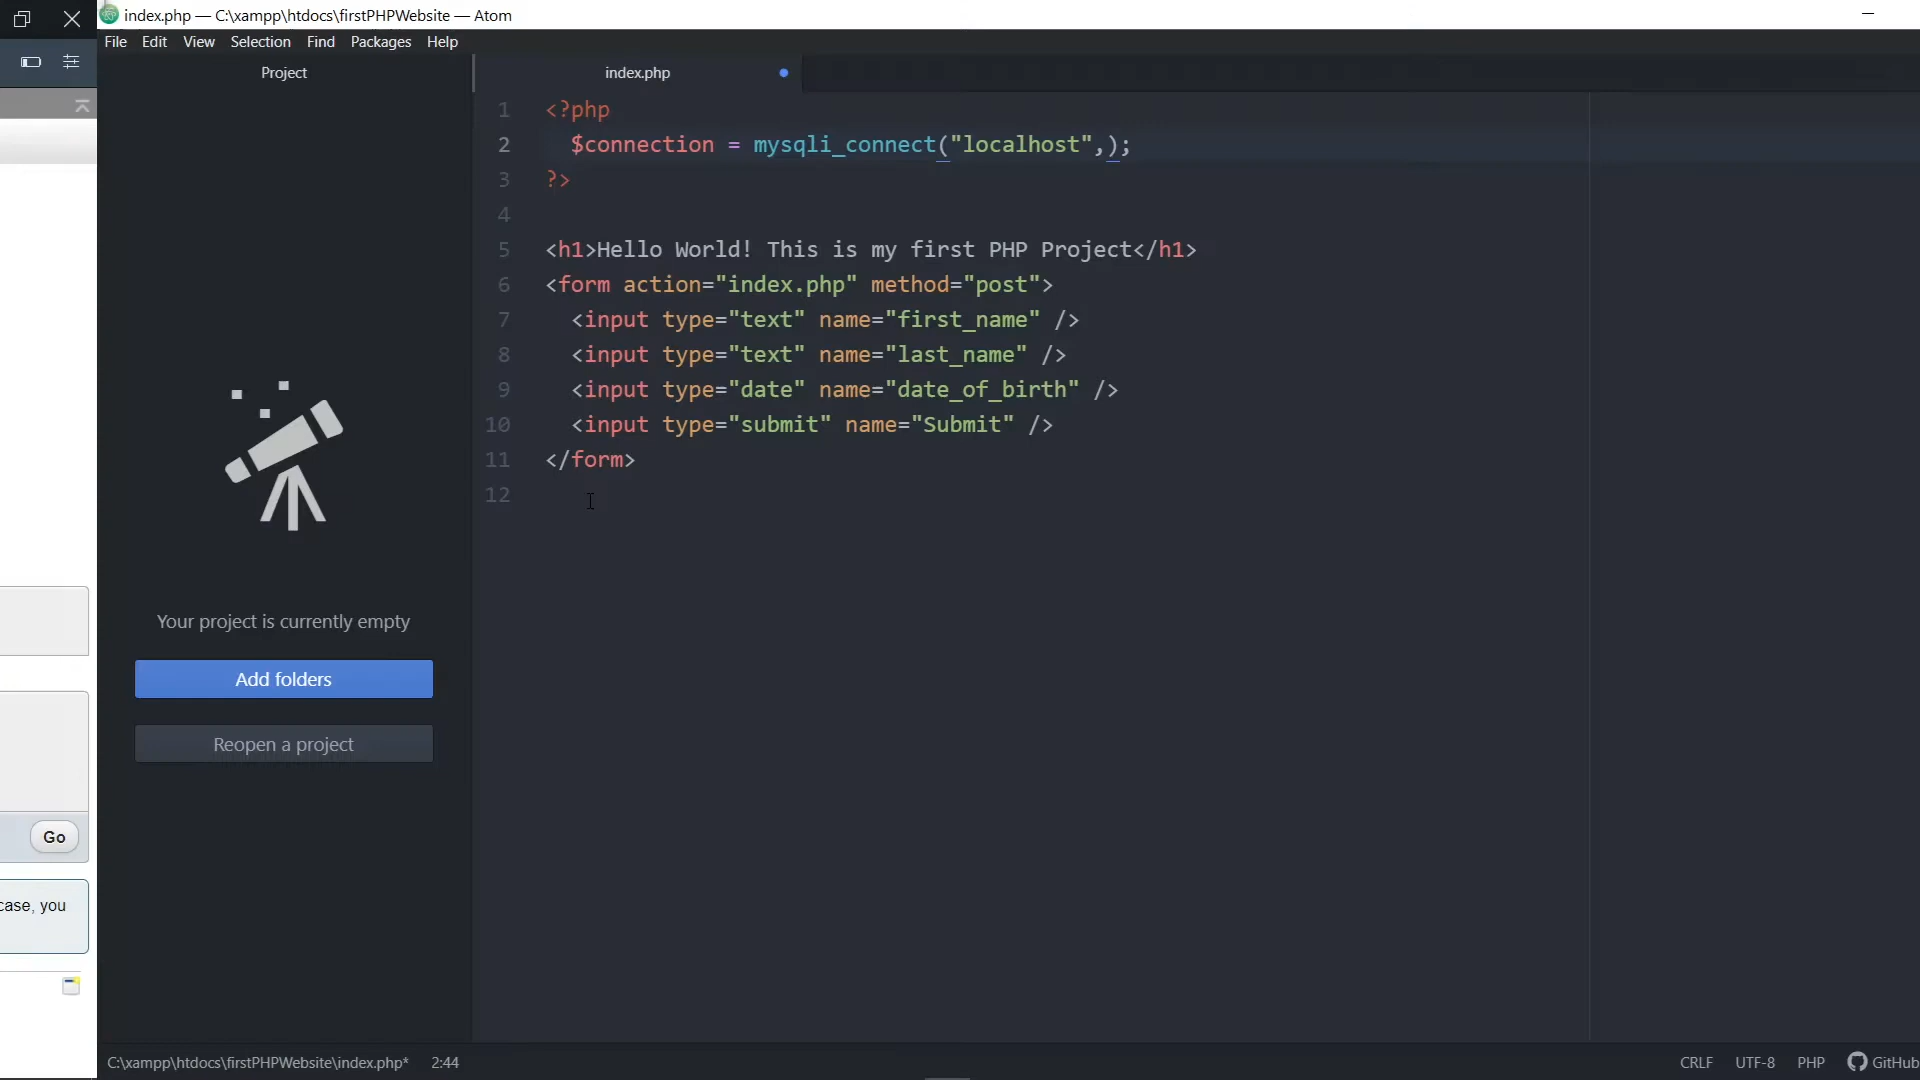 index.php — C:\xampp\htdocs\firstPHPWebsite — Atom
File Edit View Selection Find Packages Help
Project
index.php
1 <?php
2 $connection = mysqli_connect("localhost",);
3 ?>
4
5 <h1>Hello World! This is my first PHP Project</h1>
6 <form action="index.php" method="post">
7 <input type="text" name="first_name" />
8 <input type="text" name="last_name" />
9 <input type="date" name="date_of_birth" />
10 <input type="submit" name="Submit" />
11 </form>
12
Your project is currently empty
Add folders
Reopen a project
Go
case, you
C:\xampp\htdocs\firstPHPWebsite\index.php* 2:44
CRLF UTF-8 PHP GitHub